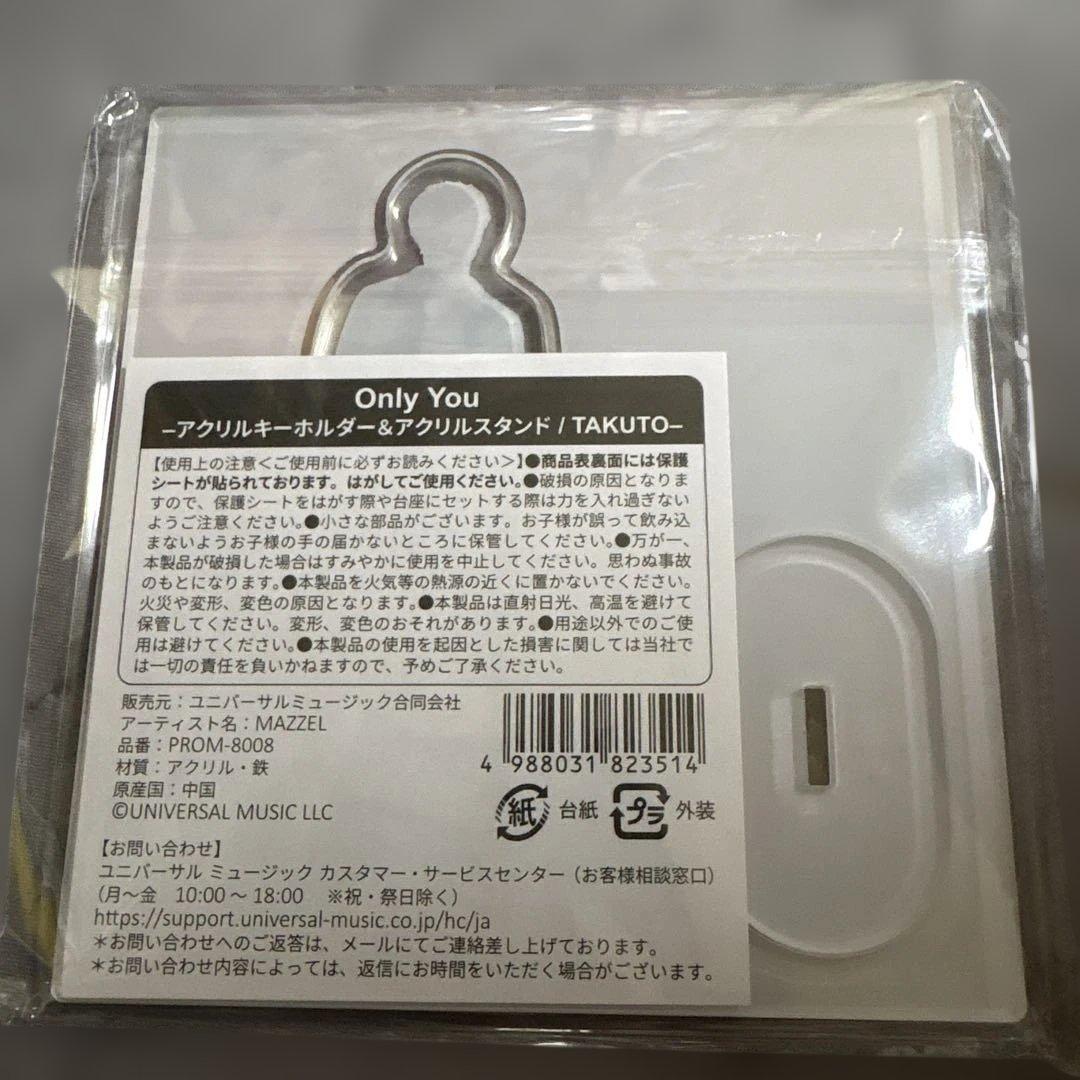 Only You
–アクリルキーホルダー＆アクリルスタンド / TAKUTO–
【使用上の注意＜ご使用前に必ずお読みください＞】●商品表裏面には保護
シートが貼られております。はがしてご使用ください。●破損の原因となりま
すので、保護シートをはがす際や台座にセットする際は力を入れ過ぎない
ようご注意ください。●小さな部品がございます。お子様が誤って飲み込
まないようお子様の手の届かないところに保管してください。●万が一、
本製品が破損した場合はすみやかに使用を中止してください。思わぬ事故
のもとになります。●本製品を火気等の熱源の近くに置かないでください。
火災や変形、変色の原因となります。●本製品は直射日光、高温を避けて
保管してください。変形、変色のおそれがあります。●用途以外でのご使
用は避けてください。●本製品の使用を起因とした損害に関しては当社で
は一切の責任を負いかねますので、予めご了承ください。
販売元：ユニバーサルミュージック合同会社
アーティスト名：MAZZEL
品番：PROM-8008
材質：アクリル・鉄
原産国：中国
©UNIVERSAL MUSIC LLC
4 988031 823514
紙 台紙 プラ 外装
【お問い合わせ】
ユニバーサル ミュージック カスタマー・サービスセンター（お客様相談窓口）
（月～金 10:00 ～ 18:00 ※祝・祭日除く）
https://support.universal-music.co.jp/hc/ja
＊お問い合わせへのご返答は、メールにてご連絡差し上げております。
＊お問い合わせ内容によっては、返信にお時間をいただく場合がございます。